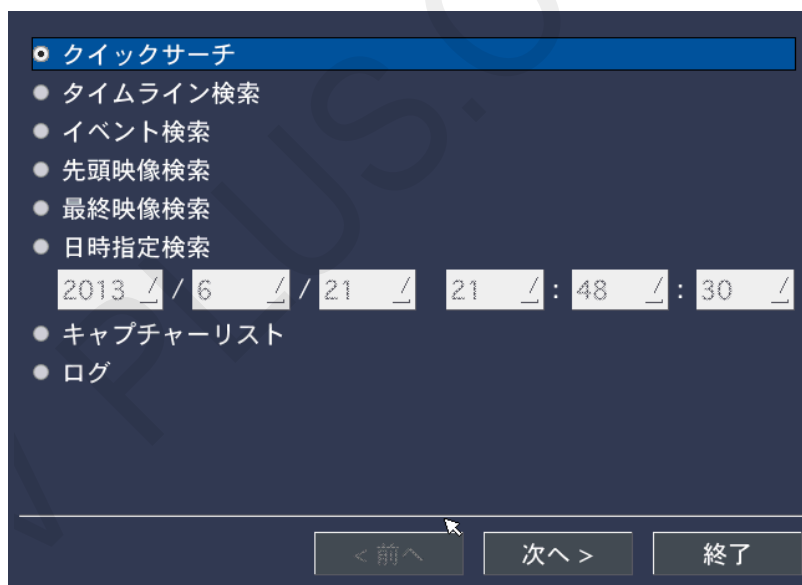 クイックサーチ
タイムライン検索
イベント検索
先頭映像検索
最終映像検索
日時指定検索
2013 / 6 / 21 21 : 48 : 30
キャプチャーリスト
ログ
< 前へ 次へ > 終了
V PLUS.O